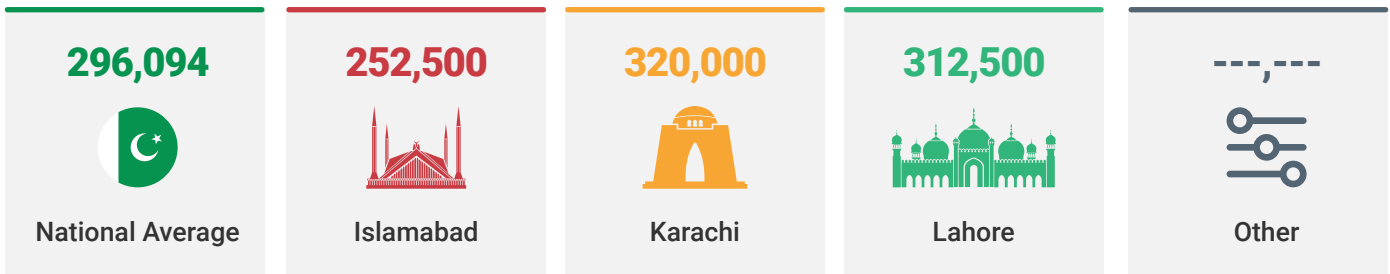 296,094
National Average
252,500
Islamabad
320,000
Karachi
312,500
Lahore
---,---
Other